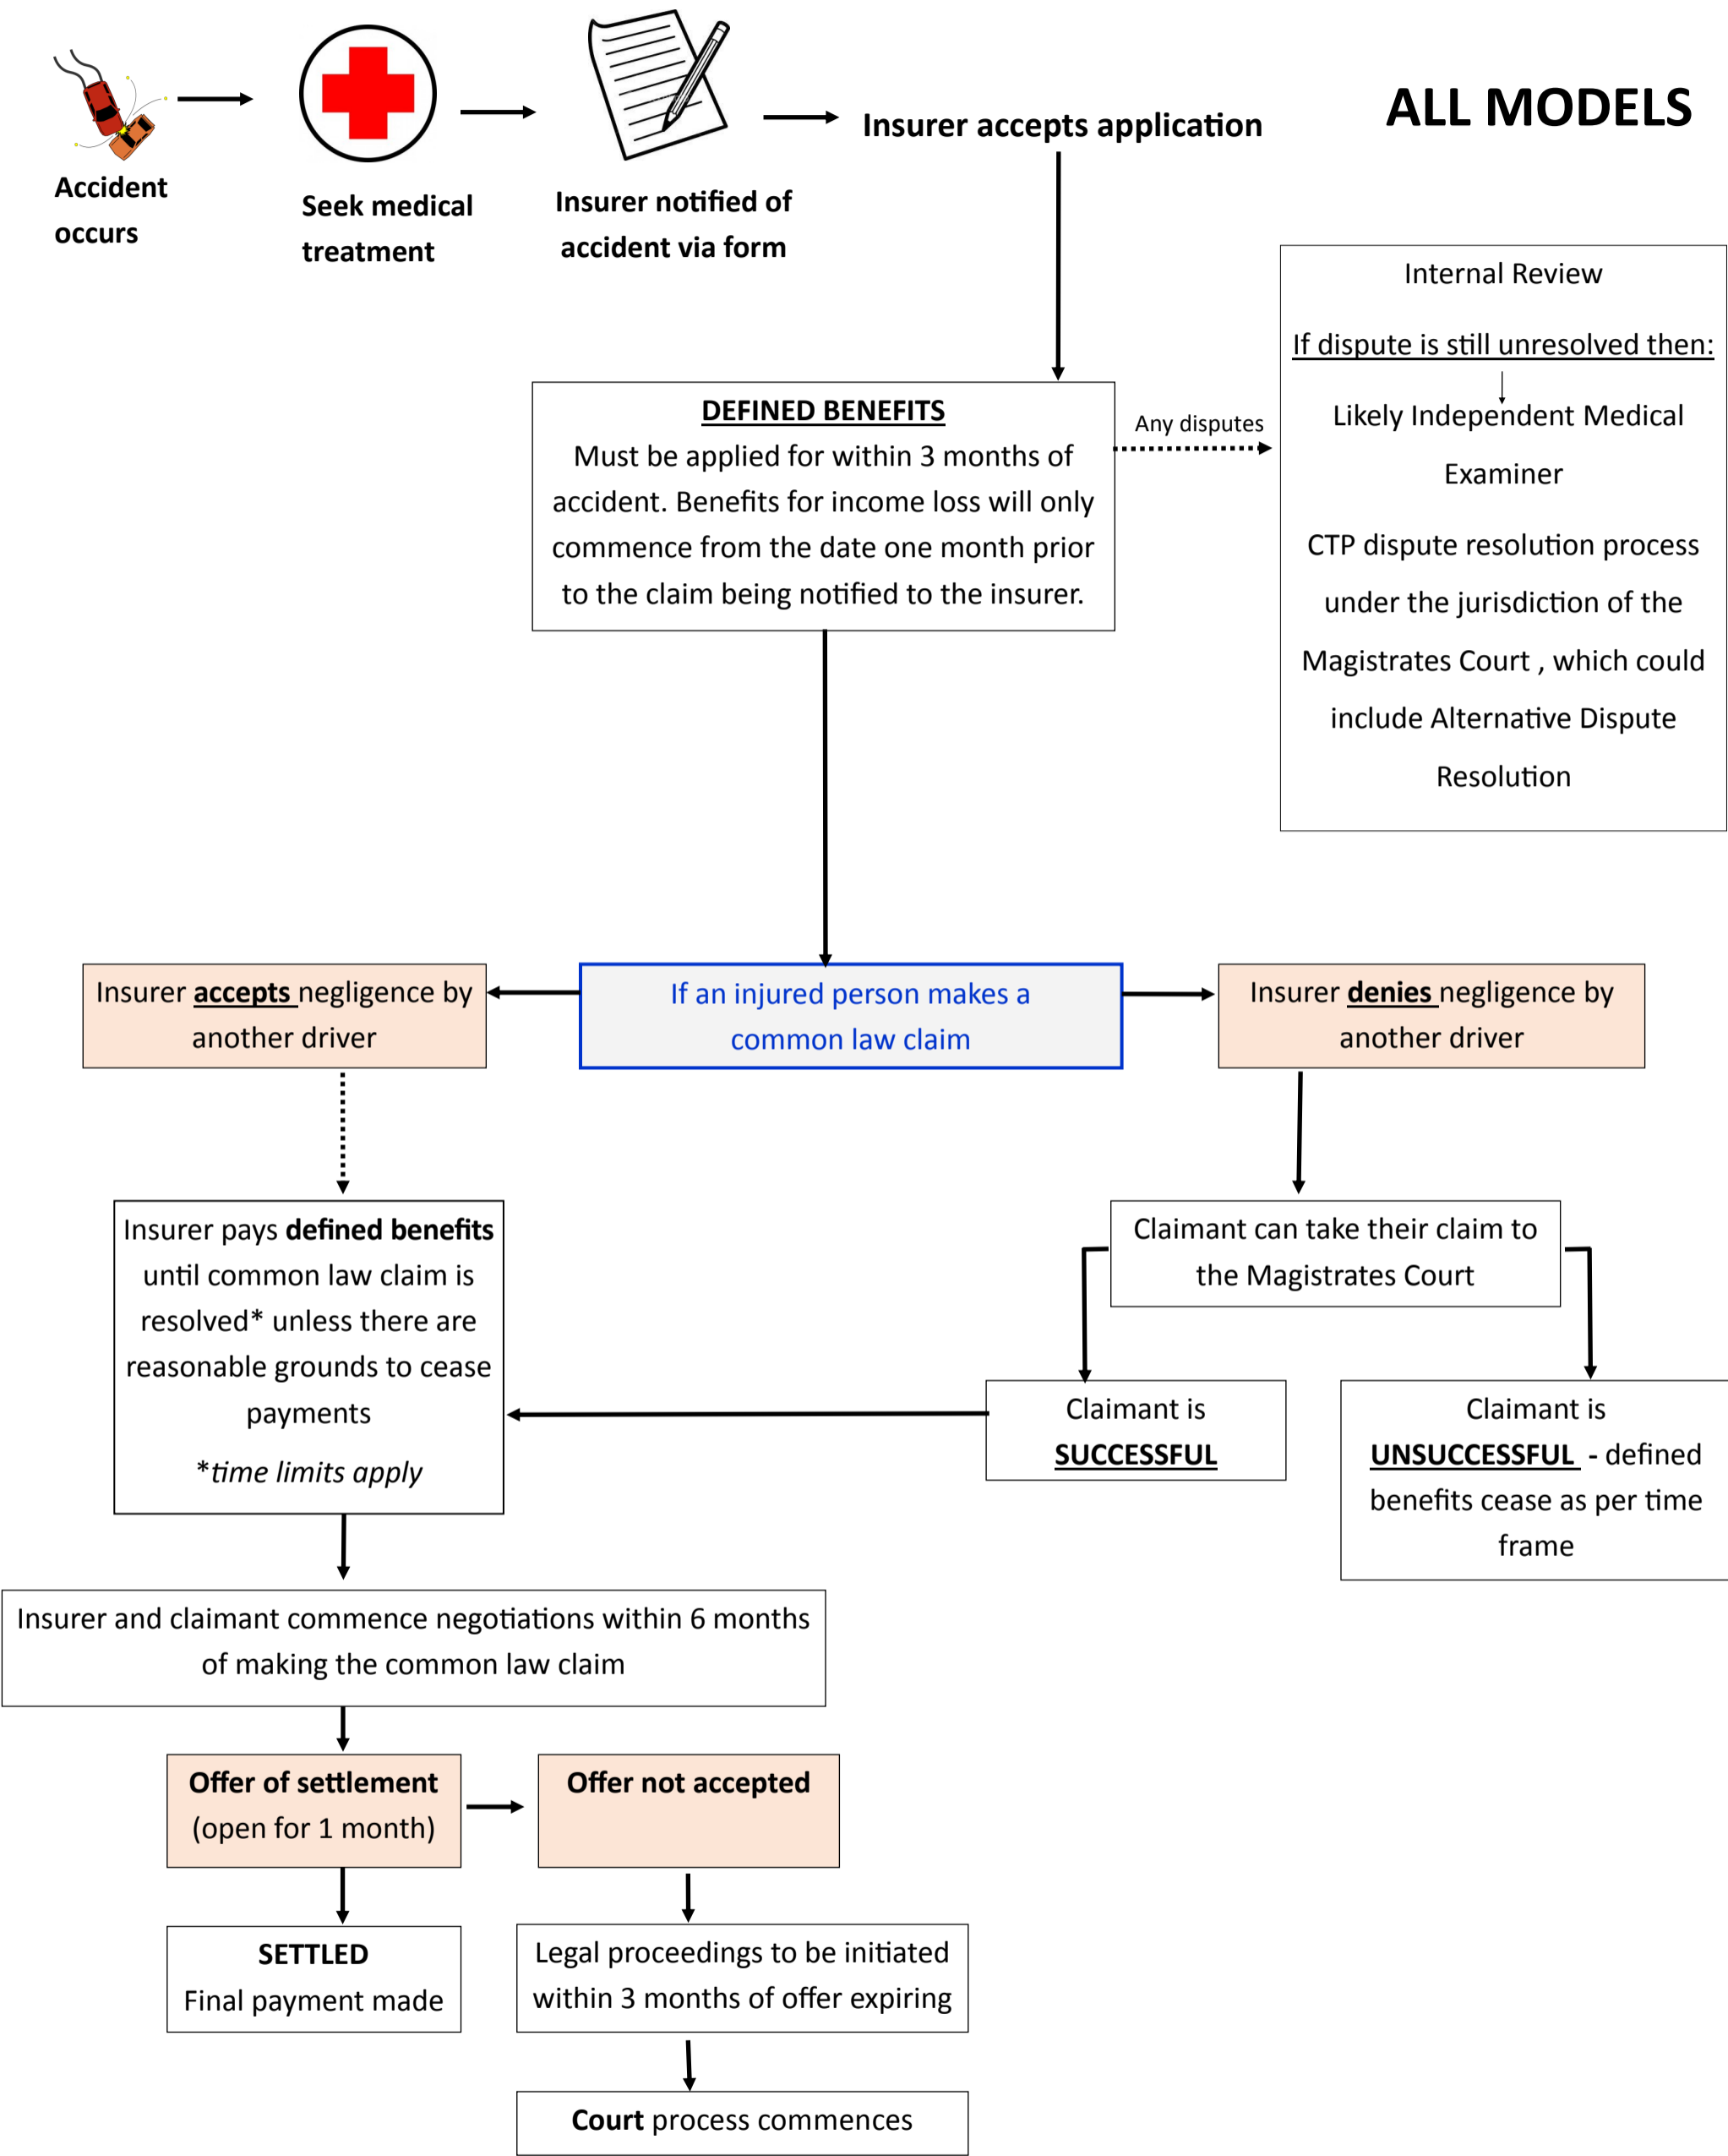 ALL MODELS
Accident
occurs
Seek medical
treatment
Insurer notified of
accident via form
Insurer accepts application
Internal Review
If dispute is still unresolved then:
Likely Independent Medical
Examiner
CTP dispute resolution process
under the jurisdiction of the
Magistrates Court , which could
include Alternative Dispute
Resolution
DEFINED BENEFITS
Must be applied for within 3 months of
accident. Benefits for income loss will only
commence from the date one month prior
to the claim being notified to the insurer.
Any disputes
Insurer accepts negligence by
another driver
If an injured person makes a
common law claim
Insurer denies negligence by
another driver
Insurer pays defined benefits
until common law claim is
resolved* unless there are
reasonable grounds to cease
payments
*time limits apply
Claimant can take their claim to
the Magistrates Court
Claimant is
SUCCESSFUL
Claimant is
UNSUCCESSFUL - defined
benefits cease as per time
frame
Insurer and claimant commence negotiations within 6 months
of making the common law claim
Offer of settlement
(open for 1 month)
Offer not accepted
SETTLED
Final payment made
Legal proceedings to be initiated
within 3 months of offer expiring
Court process commences